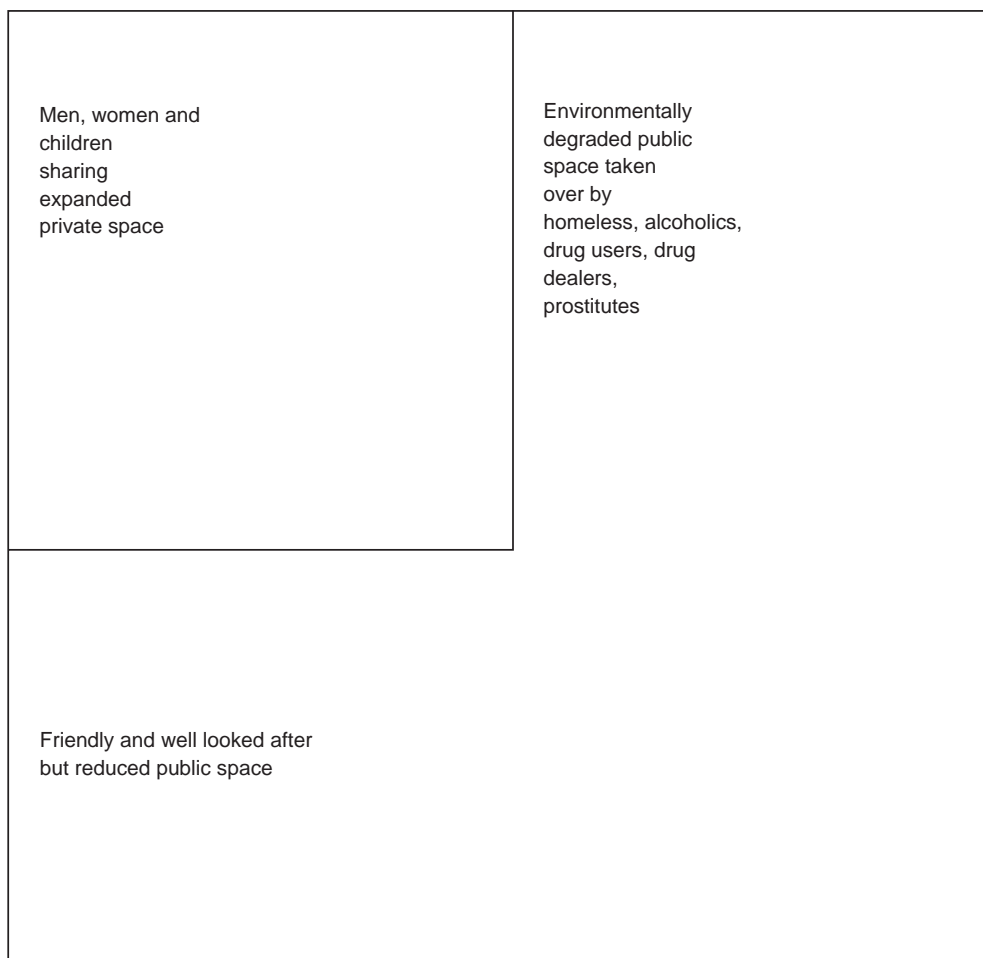 Men, women and
children
sharing
expanded
private space
Environmentally
degraded public
space taken
over by
homeless, alcoholics,
drug users, drug
dealers,
prostitutes
Friendly and well looked after
but reduced public space